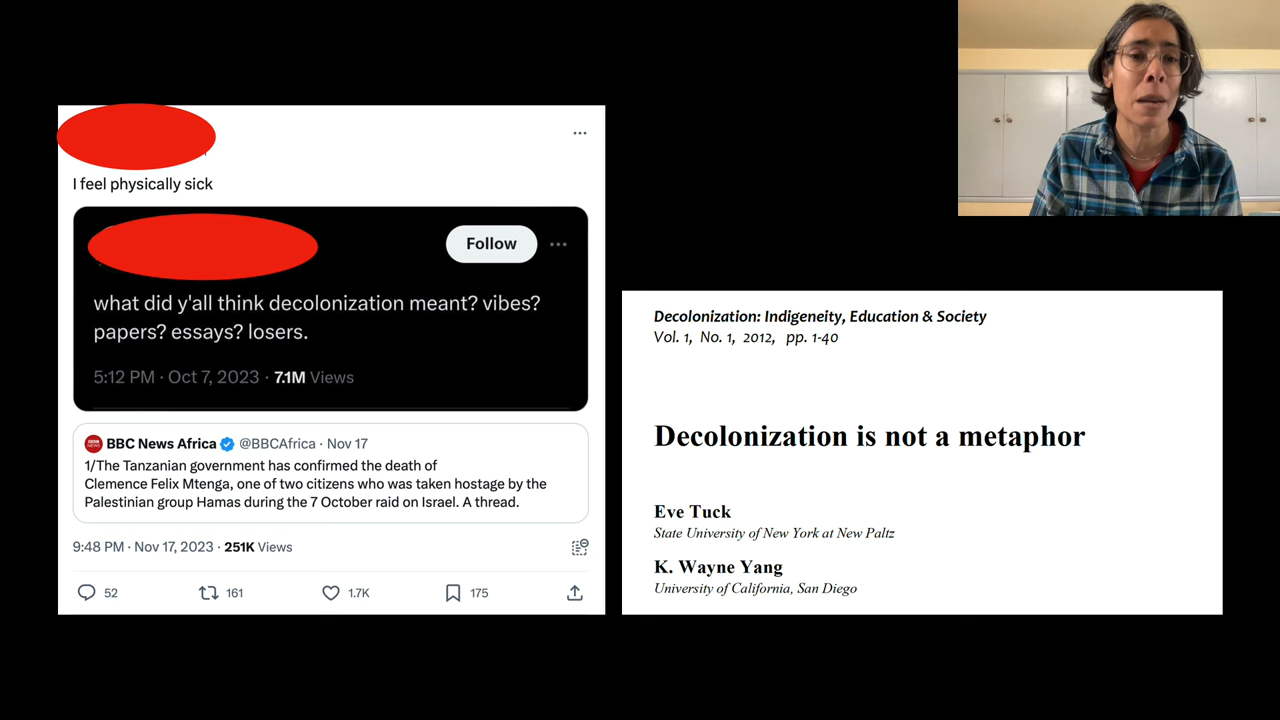 I feel physically sick
Follow
what did y'all think decolonization meant? vibes?
papers? essays? losers.
5:12 PM · Oct 7, 2023 · 7.1M Views
BBC News Africa @BBCAfrica · Nov 17
1/The Tanzanian government has confirmed the death of
Clemence Felix Mtenga, one of two citizens who was taken hostage by the
Palestinian group Hamas during the 7 October raid on Israel. A thread.
9:48 PM · Nov 17, 2023 · 251K Views
52 161 1.7K 175
Decolonization: Indigeneity, Education & Society
Vol. 1, No. 1, 2012, pp. 1-40
Decolonization is not a metaphor
Eve Tuck
State University of New York at New Paltz
K. Wayne Yang
University of California, San Diego